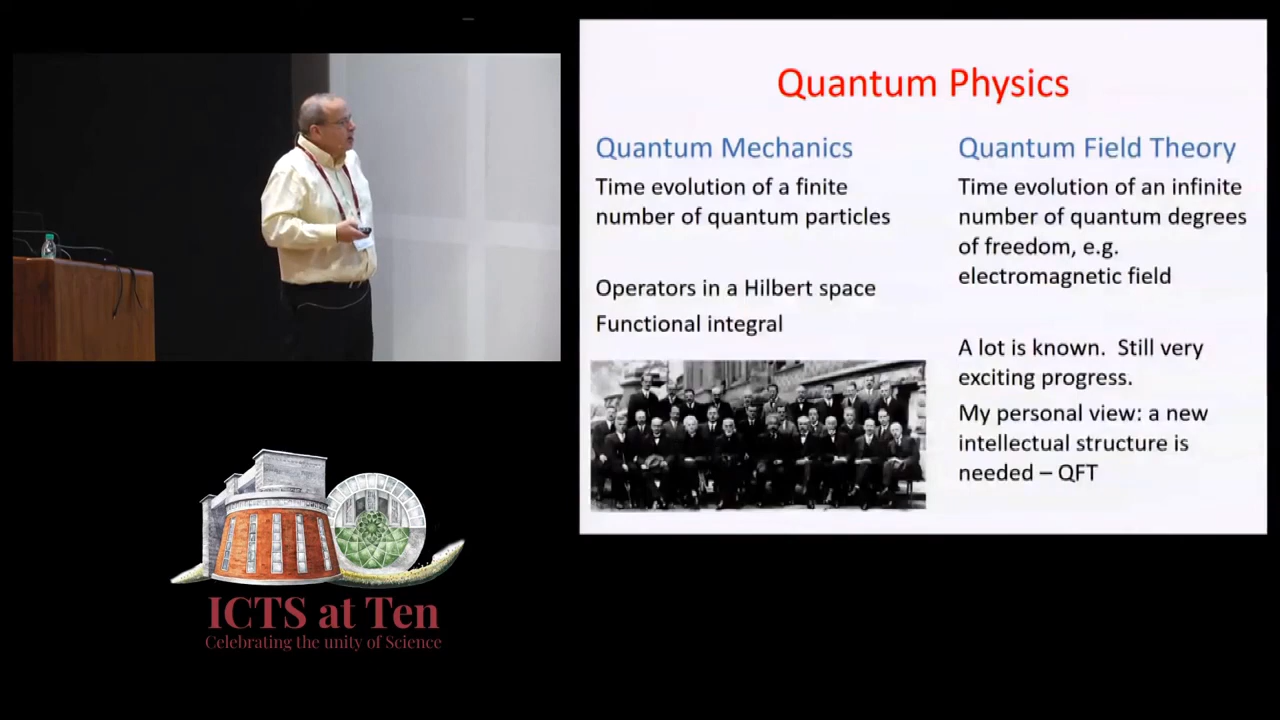 Quantum Physics
Quantum Mechanics
Time evolution of a finite
number of quantum particles
Operators in a Hilbert space
Functional integral
Quantum Field Theory
Time evolution of an infinite
number of quantum degrees
of freedom, e.g.
electromagnetic field
A lot is known.  Still very
exciting progress.
My personal view: a new
intellectual structure is
needed – QFT
ICTS at Ten
Celebrating the unity of Science